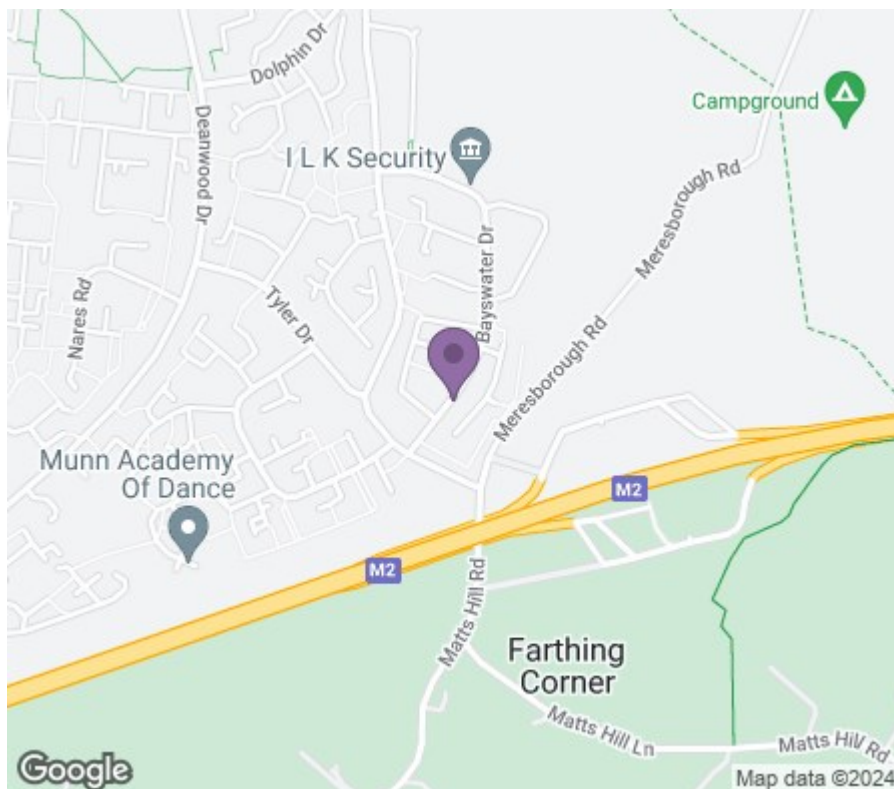 Dolphin Dr
Deanwood Dr
Campground
I L K Security
Meresborough Rd
Bayswater Dr
Nares Rd
Tyler Dr
Meresborough Rd
Munn Academy
Of Dance
M2
M2
Matts Hill Rd
Farthing
Corner
Matts Hill Ln
Matts Hill Rd
Google
Map data ©2024